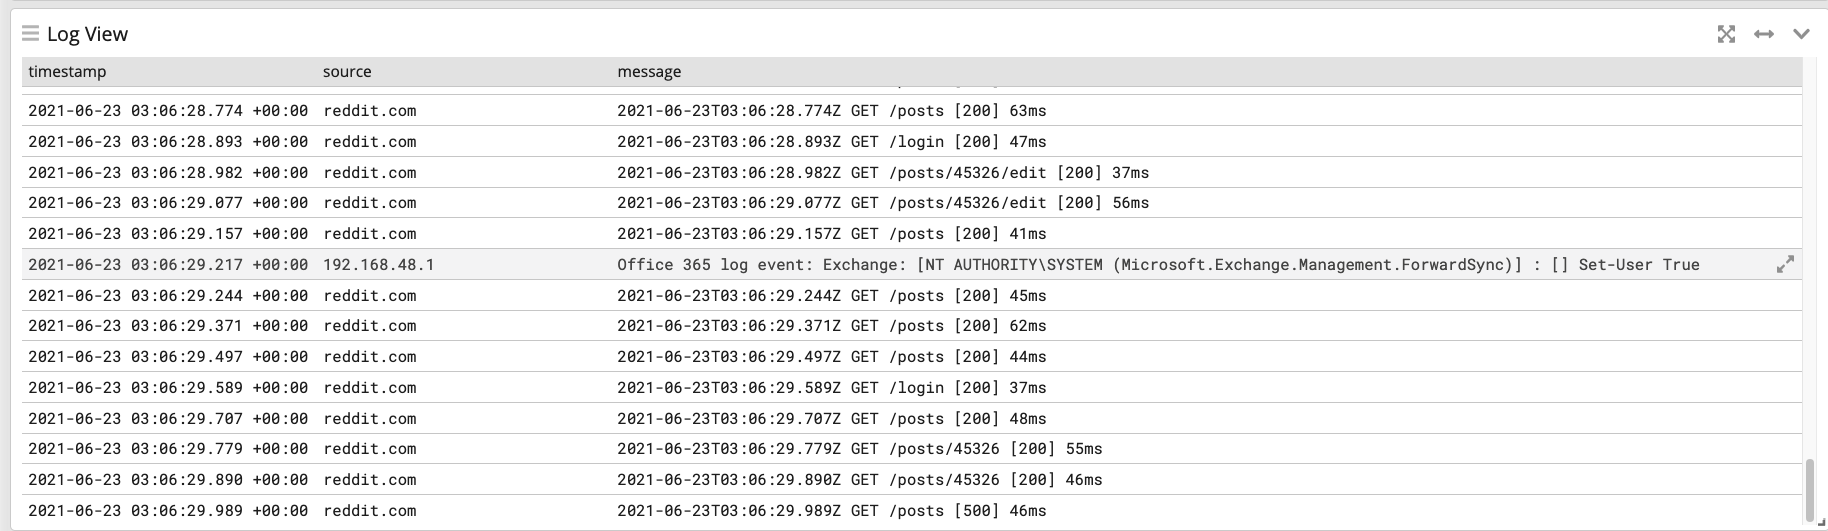 Log View
timestamp source message
2021-06-23 03:06:28.774 +00:00 reddit.com 2021-06-23T03:06:28.774Z GET /posts [200] 63ms
2021-06-23 03:06:28.893 +00:00 reddit.com 2021-06-23T03:06:28.893Z GET /login [200] 47ms
2021-06-23 03:06:28.982 +00:00 reddit.com 2021-06-23T03:06:28.982Z GET /posts/45326/edit [200] 37ms
2021-06-23 03:06:29.077 +00:00 reddit.com 2021-06-23T03:06:29.077Z GET /posts/45326/edit [200] 56ms
2021-06-23 03:06:29.157 +00:00 reddit.com 2021-06-23T03:06:29.157Z GET /posts [200] 41ms
2021-06-23 03:06:29.217 +00:00 192.168.48.1 Office 365 log event: Exchange: [NT AUTHORITY\SYSTEM (Microsoft.Exchange.Management.ForwardSync)] : [] Set-User True
2021-06-23 03:06:29.244 +00:00 reddit.com 2021-06-23T03:06:29.244Z GET /posts [200] 45ms
2021-06-23 03:06:29.371 +00:00 reddit.com 2021-06-23T03:06:29.371Z GET /posts [200] 62ms
2021-06-23 03:06:29.497 +00:00 reddit.com 2021-06-23T03:06:29.497Z GET /posts [200] 44ms
2021-06-23 03:06:29.589 +00:00 reddit.com 2021-06-23T03:06:29.589Z GET /login [200] 37ms
2021-06-23 03:06:29.707 +00:00 reddit.com 2021-06-23T03:06:29.707Z GET /posts [200] 48ms
2021-06-23 03:06:29.779 +00:00 reddit.com 2021-06-23T03:06:29.779Z GET /posts/45326 [200] 55ms
2021-06-23 03:06:29.890 +00:00 reddit.com 2021-06-23T03:06:29.890Z GET /posts/45326 [200] 46ms
2021-06-23 03:06:29.989 +00:00 reddit.com 2021-06-23T03:06:29.989Z GET /posts [500] 46ms